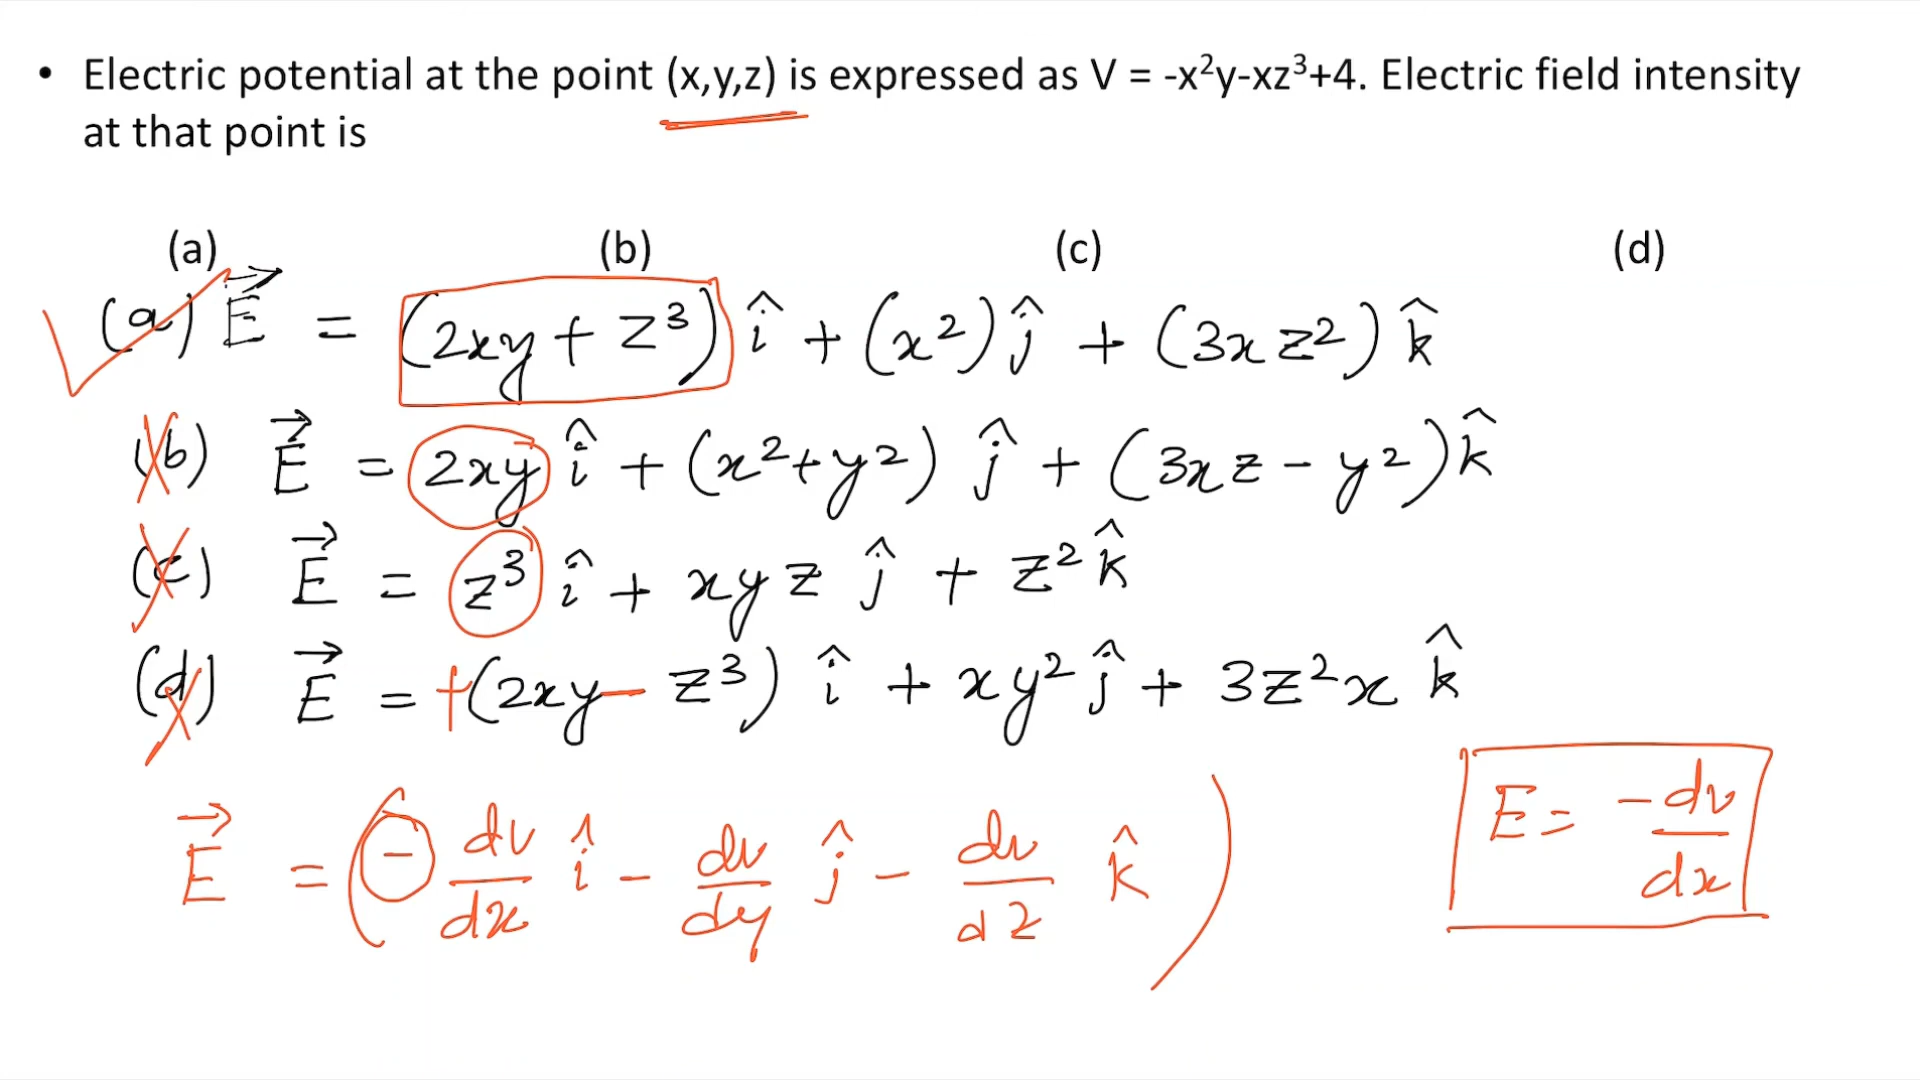 • Electric potential at the point (x,y,z) is expressed as V = -x²y-xz³+4. Electric field intensity
at that point is
(a) (b) (c) (d)
(a) E⃗ = (2xy + z³) î + (x²) ĵ + (3xz²) k̂
(b) E⃗ = 2xy î + (x²+y²) ĵ + (3xz - y²) k̂
(c) E⃗ = z³ î + xyz ĵ + z² k̂
(d) E⃗ = +(2xy - z³) î + xy² ĵ + 3z²x k̂
E⃗ = (- dv/dx î - dv/dy ĵ - dv/dz k̂)
E = -dv/dx